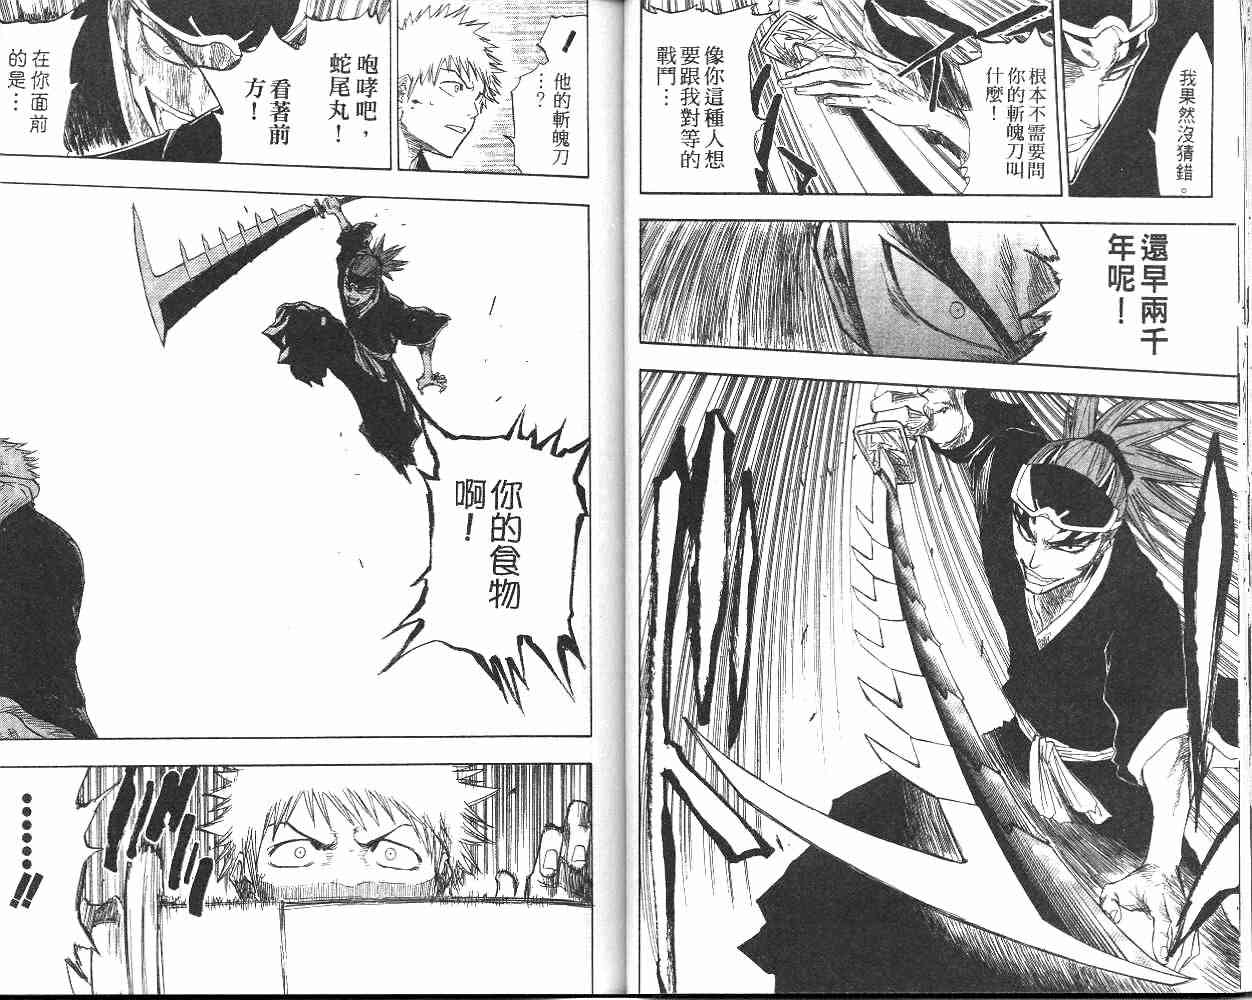 我果然沒猜錯。
根本不需要問
你的斬魄刀叫
什麼！
像你這種人想
要跟我對等的
戰鬥…
還早兩千
年呢！
！
他的斬魄刀
…？
咆哮吧，
蛇尾丸！
看著前
方！
在你面前
的是…
你的食物
啊！
●●●●●●●!!